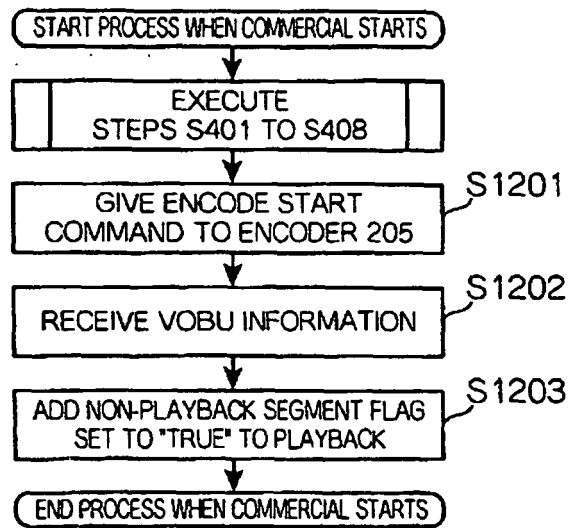 START PROCESS WHEN COMMERCIAL STARTS
EXECUTE
STEPS S401 TO S408
S1201
GIVE ENCODE START
COMMAND TO ENCODER 205
S1202
RECEIVE VOBU INFORMATION
S1203
ADD NON-PLAYBACK SEGMENT FLAG
SET TO "TRUE" TO PLAYBACK
END PROCESS WHEN COMMERCIAL STARTS